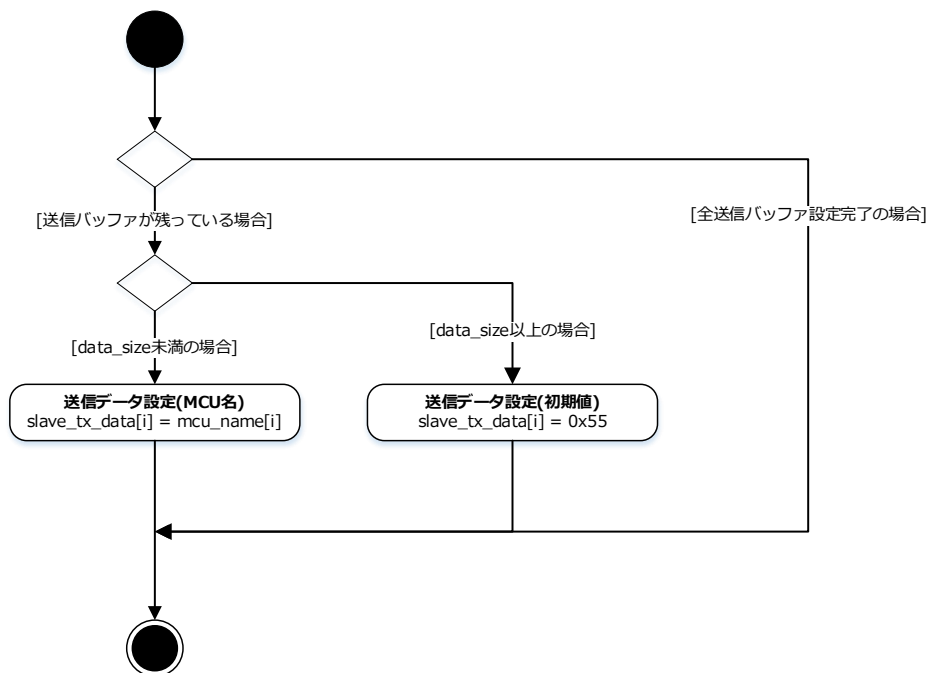 [送信バッファが残っている場合]
[全送信バッファ設定完了の場合]
[data_size未満の場合]
[data_size以上の場合]
送信データ設定(MCU名)
slave_tx_data[i] = mcu_name[i]
送信データ設定(初期値)
slave_tx_data[i] = 0x55